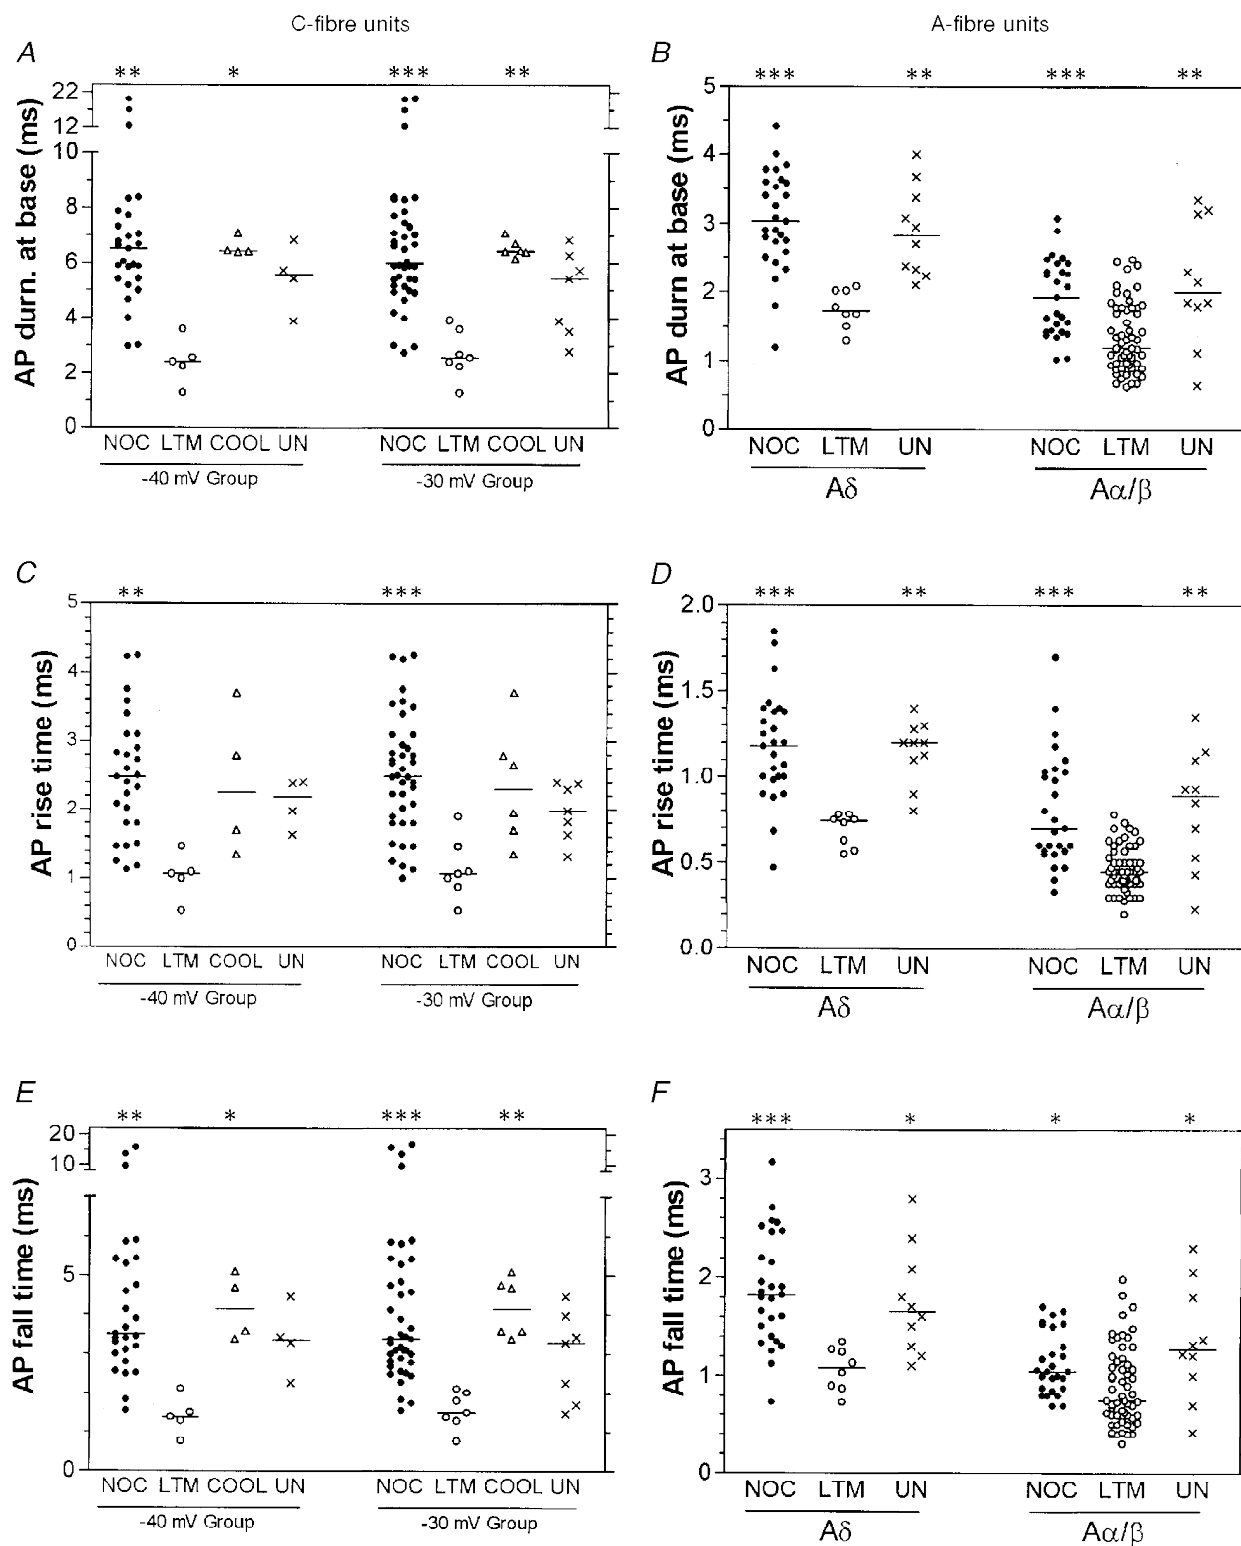 C-fibre units
A-fibre units
A
** * *** **
AP durn. at base (ms)
22
12
10
8
6
4
2
0
NOC LTM COOL UN NOC LTM COOL UN
-40 mV Group -30 mV Group
B
*** ** *** **
AP durn at base (ms)
5
4
3
2
1
0
NOC LTM UN NOC LTM UN
Aδ Aα/β
C
** ***
AP rise time (ms)
5
4
3
2
1
0
NOC LTM COOL UN NOC LTM COOL UN
-40 mV Group -30 mV Group
D
*** ** *** **
AP rise time (ms)
2.0
1.5
1.0
0.5
0.0
NOC LTM UN NOC LTM UN
Aδ Aα/β
E
** * *** **
AP fall time (ms)
20
10
5
0
NOC LTM COOL UN NOC LTM COOL UN
-40 mV Group -30 mV Group
F
*** * * *
AP fall time (ms)
3
2
1
0
NOC LTM UN NOC LTM UN
Aδ Aα/β